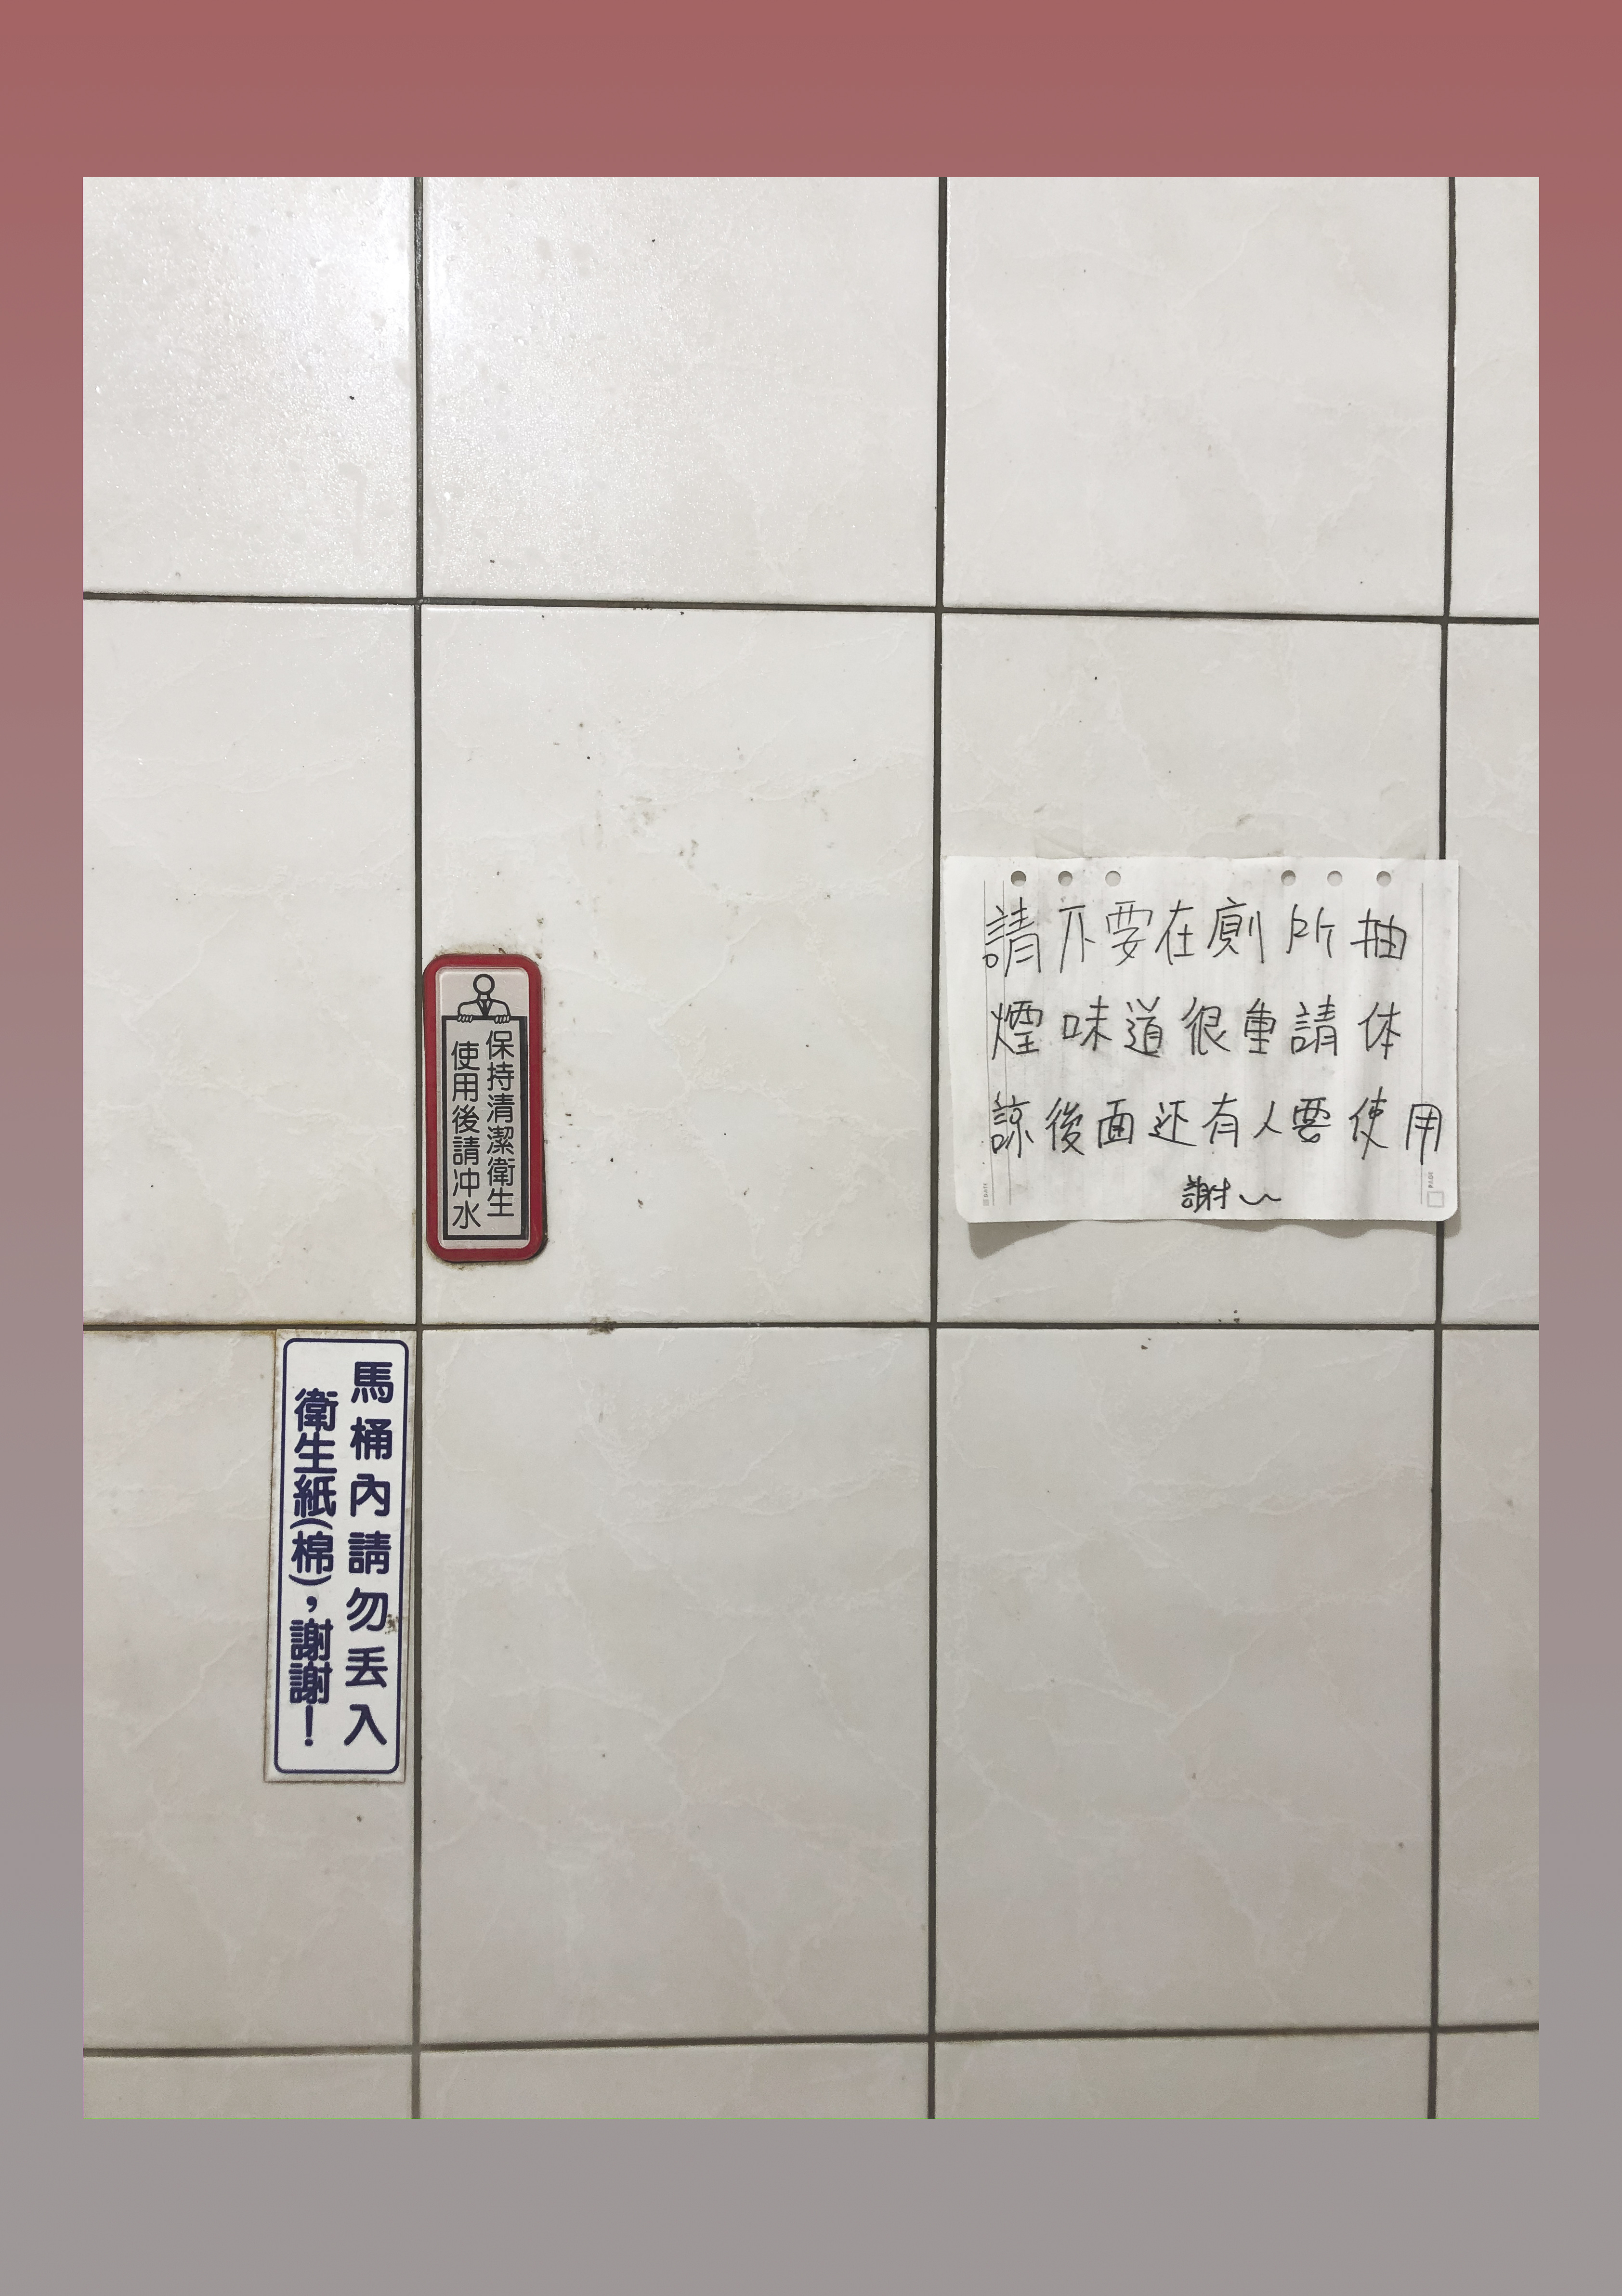 保持清潔衛生
使用後請冲水
馬桶內請勿丟入
衛生紙(棉)，謝謝！
請不要在廁所抽
煙味道很重請体
諒後面还有人要使用
謝~